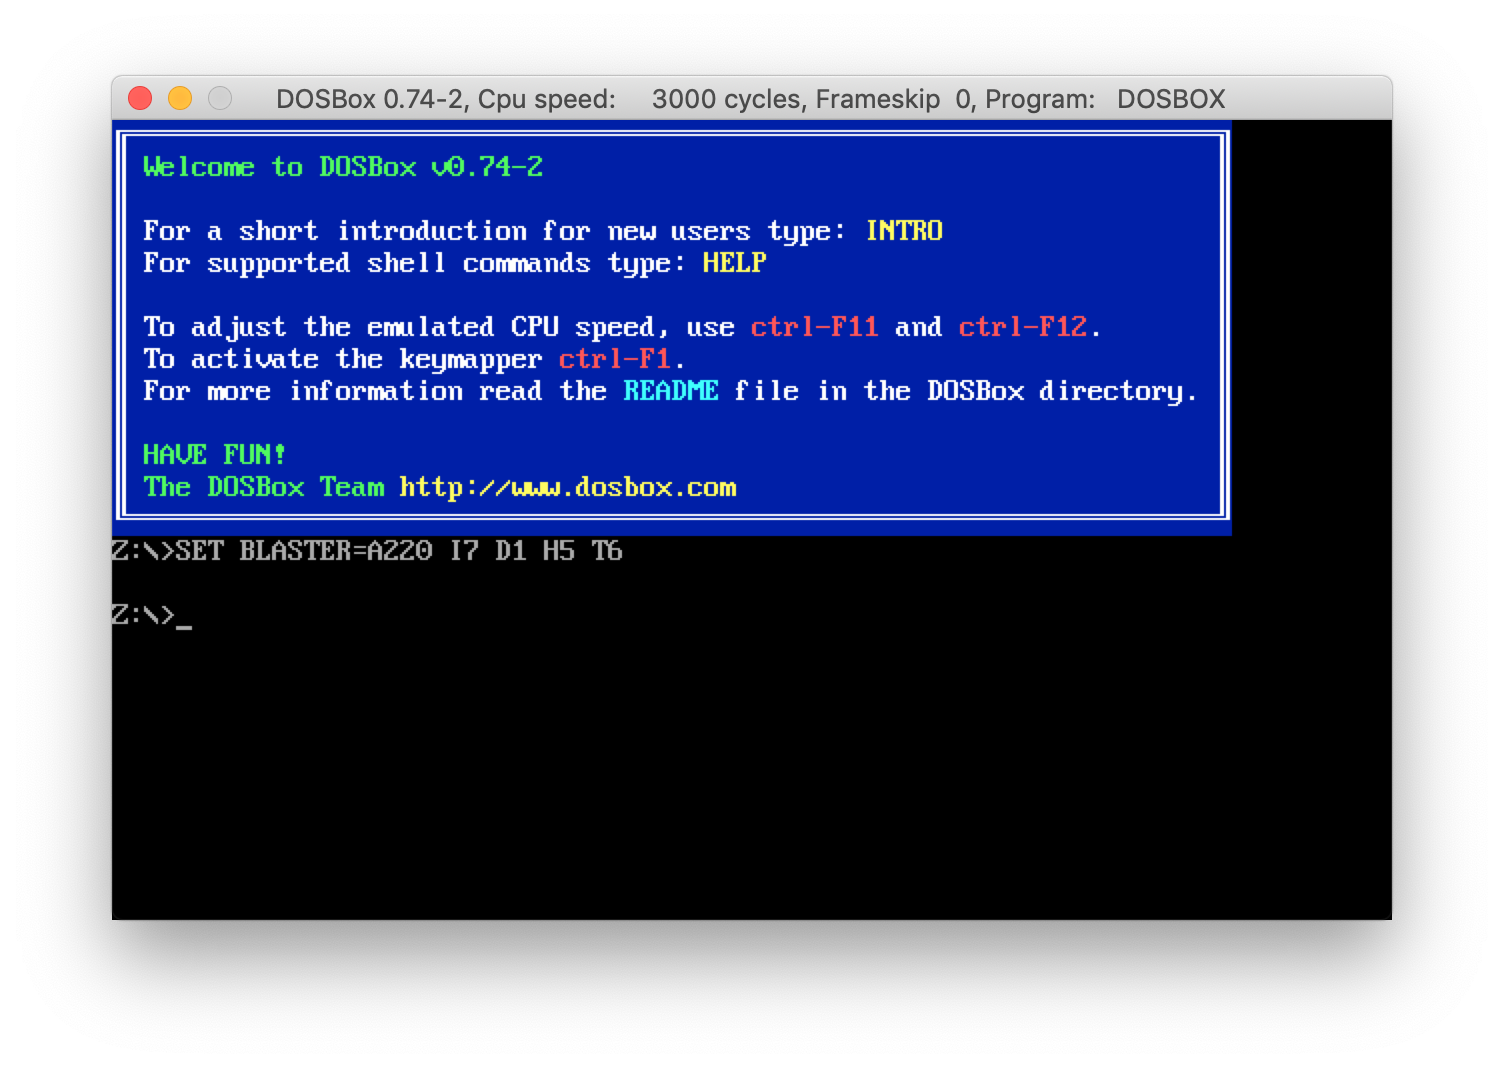 DOSBox 0.74-2, Cpu speed: 3000 cycles, Frameskip 0, Program: DOSBOX
Welcome to DOSBox v0.74-2
For a short introduction for new users type: INTRO
For supported shell commands type: HELP
To adjust the emulated CPU speed, use ctrl-F11 and ctrl-F12.
To activate the keymapper ctrl-F1.
For more information read the README file in the DOSBox directory.
HAVE FUN!
The DOSBox Team http://www.dosbox.com
Z:\>SET BLASTER=A220 I7 D1 H5 T6
Z:\>_